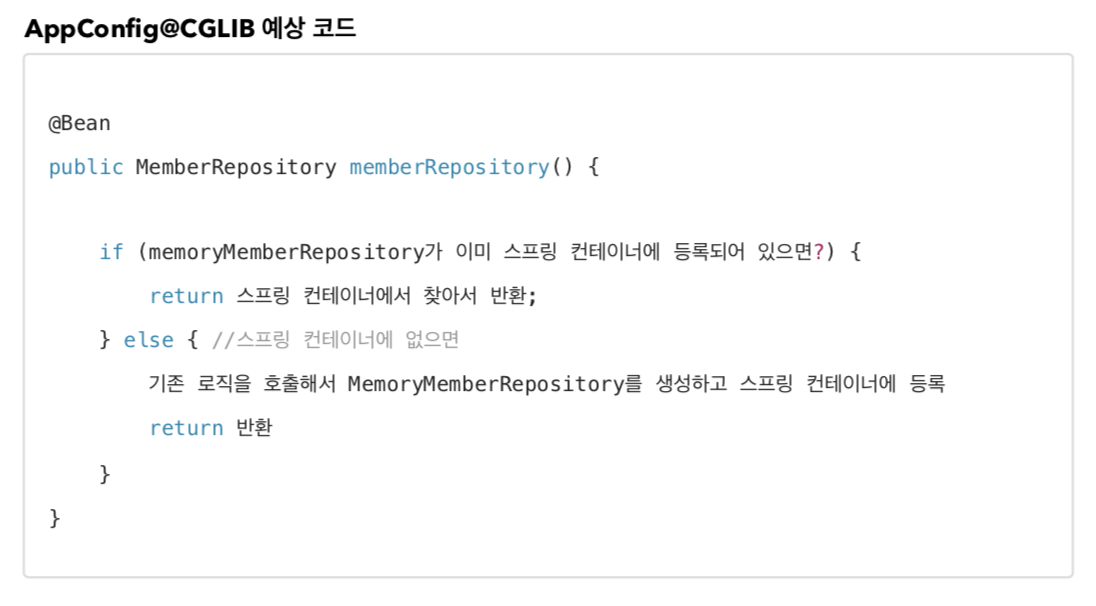 AppConfig@CGLIB 예상 코드
@Bean
public MemberRepository memberRepository() {
    if (memoryMemberRepository가 이미 스프링 컨테이너에 등록되어 있으면?) {
        return 스프링 컨테이너에서 찾아서 반환;
    } else { //스프링 컨테이너에 없으면
        기존 로직을 호출해서 MemoryMemberRepository를 생성하고 스프링 컨테이너에 등록
        return 반환
    }
}